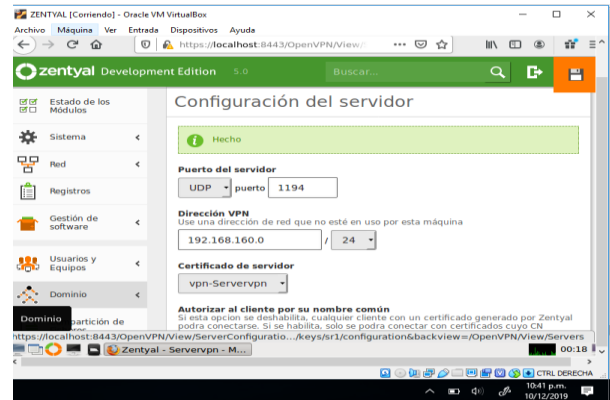 ZENTYAL [Corriendo] - Oracle VM VirtualBox
Archivo Máquina Ver Entrada Dispositivos Ayuda
https://localhost:8443/OpenVPN/View/
zentyal Development Edition 5.0 Buscar...
Configuración del servidor
Estado de los
Módulos
Hecho
Sistema
Puerto del servidor
Red
UDP puerto 1194
Registros
Dirección VPN
Use una dirección de red que no esté en uso por esta máquina
Gestión de
software
192.168.160.0 / 24
Usuarios y
Equipos
Certificado de servidor
vpn-Servervpn
Dominio
Autorizar al cliente por su nombre común
Si esta opcion se deshabilita, cualquier cliente con un certificado generado por Zentyal
podra conectarse. Si se habilita, solo se podra conectar con certificados cuyo CN
Dominio
partición de
https://localhost:8443/OpenVPN/View/ServerConfiguratio.../keys/sr1/configuration&backview=/OpenVPN/View/Servers
Zentyal - Servervpn - M...
00:18
CTRL DERECHA
10:41 p.m.
10/12/2019